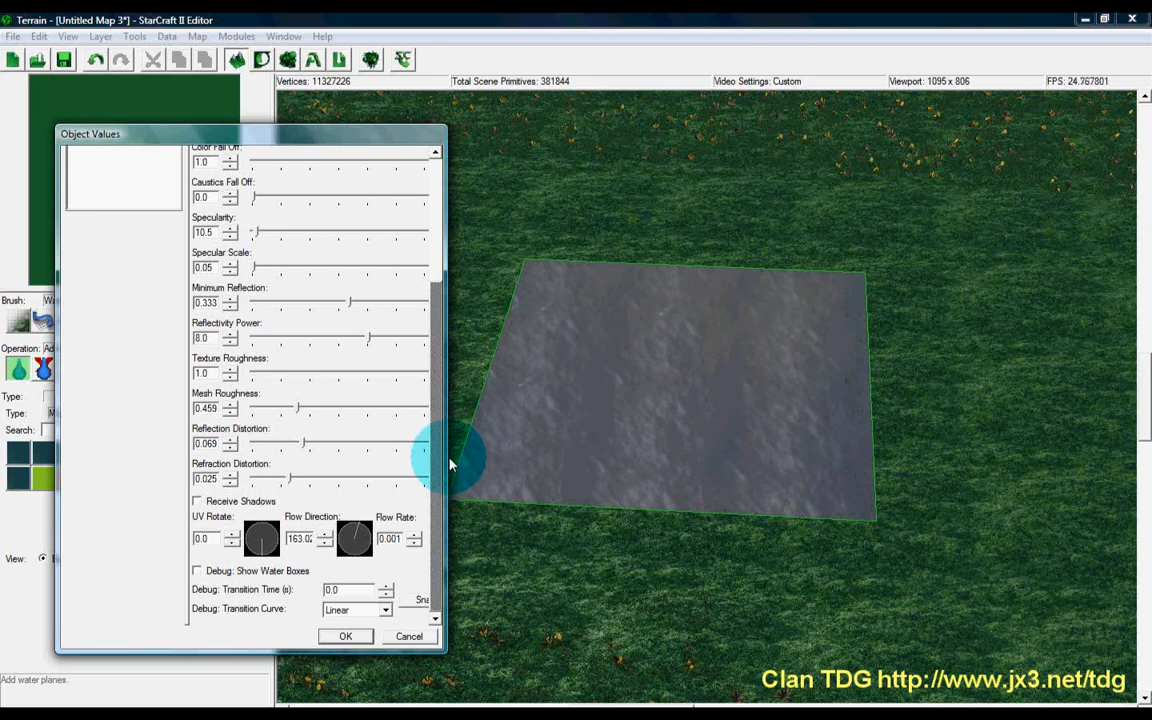 Terrain - [Untitled Map 3*] - StarCraft II Editor
File Edit View Layer Tools Data Map Modules Window Help
Vertices: 11327226 Total Scene Primitives: 381844 Video Settings: Custom Viewport: 1095 x 806 FPS: 24.767801
Object Values
Color Fall Off:
1.0
Caustics Fall Off:
0.0
Specularity:
10.5
Specular Scale:
0.05
Minimum Reflection:
0.333
Reflectivity Power:
8.0
Texture Roughness:
1.0
Mesh Roughness:
0.459
Reflection Distortion:
0.069
Refraction Distortion:
0.025
Receive Shadows
UV Rotate: Flow Direction: Flow Rate:
0.0 163.02 0.001
Debug: Show Water Boxes
Debug: Transition Time (s): 0.0
Debug: Transition Curve: Linear
OK Cancel
Brush:
Operation:
Type:
Type:
Search:
View:
Add water planes.
Clan TDG http://www.jx3.net/tdg